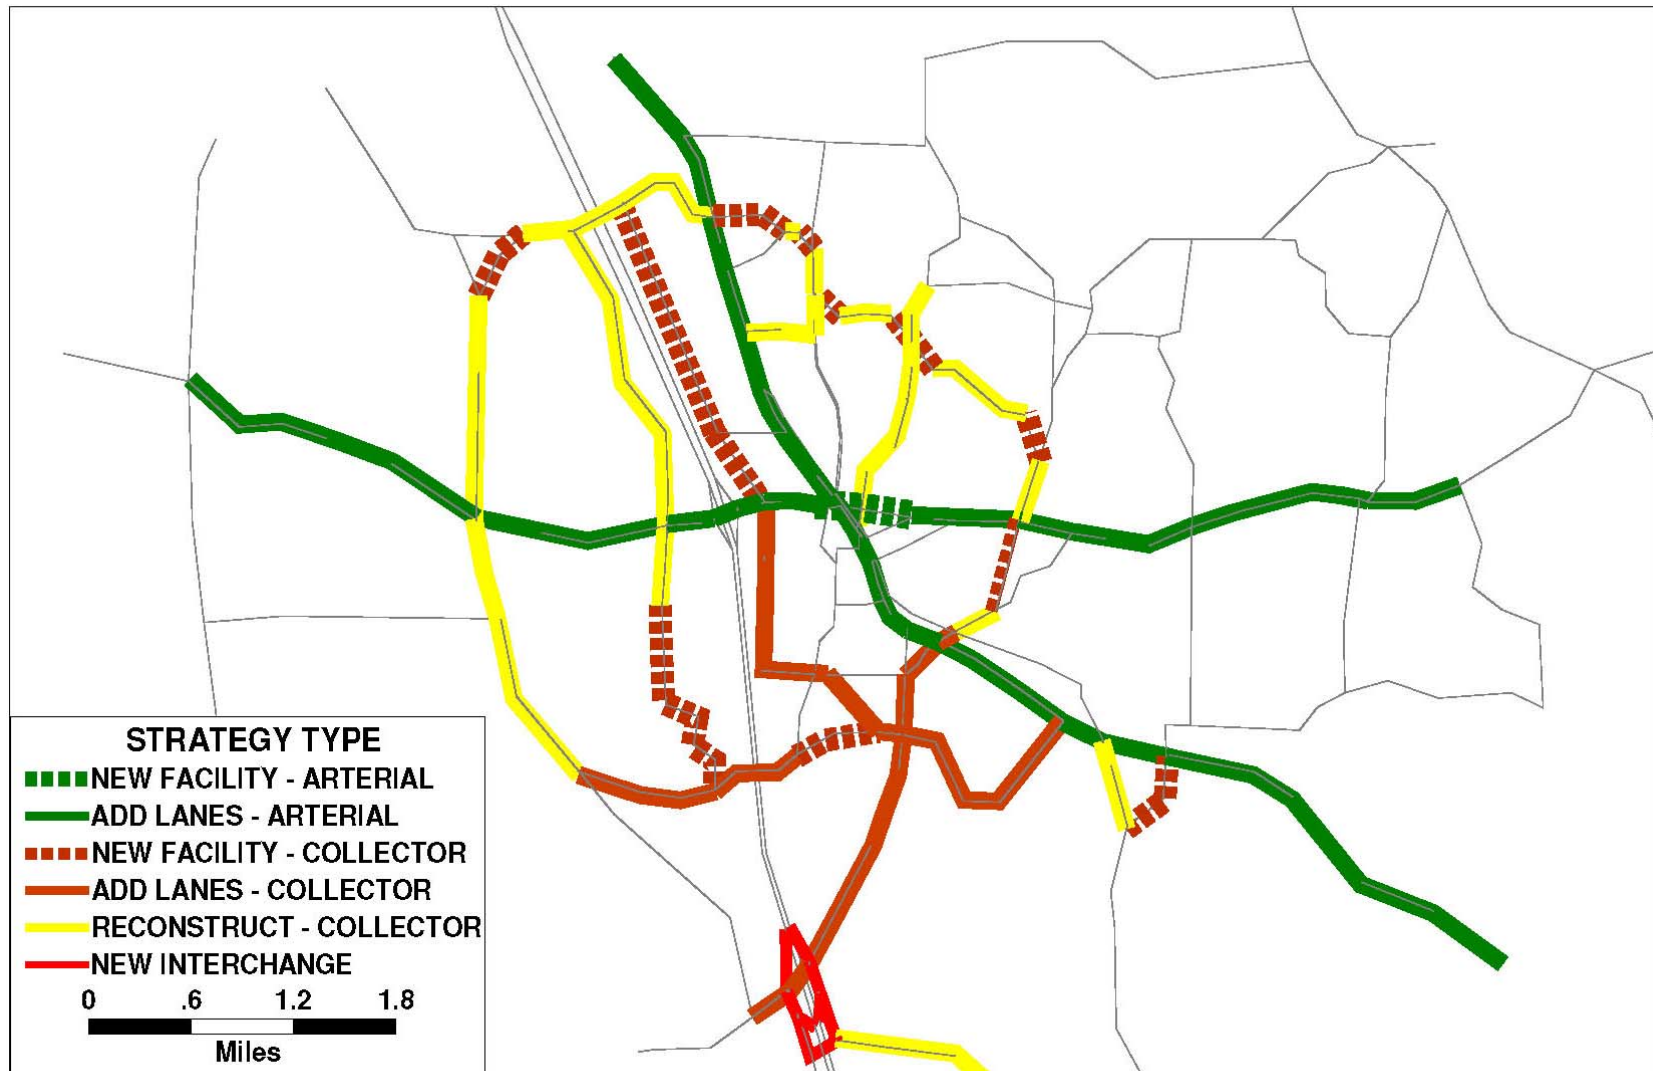 STRATEGY TYPE
NEW FACILITY - ARTERIAL
ADD LANES - ARTERIAL
NEW FACILITY - COLLECTOR
ADD LANES - COLLECTOR
RECONSTRUCT - COLLECTOR
NEW INTERCHANGE
0 .6 1.2 1.8
Miles